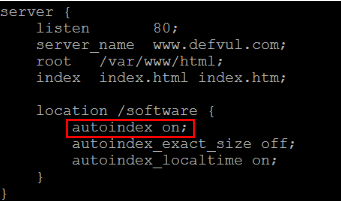 server {
listen 80;
server_name www.defvul.com;
root /var/www/html;
index index.html index.htm;
location /software {
autoindex on;
autoindex_exact_size off;
autoindex_localtime on;
}
}